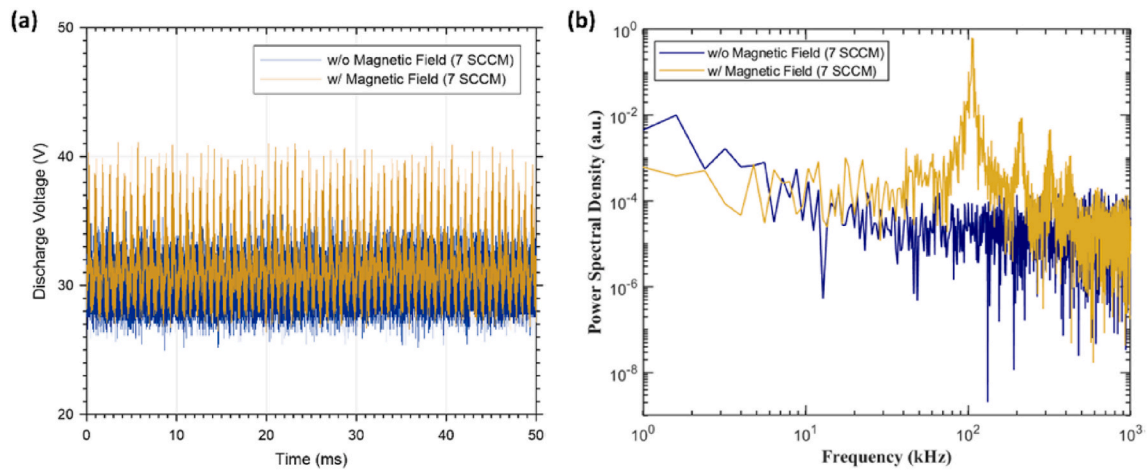 (a)
50
40
30
20
Discharge Voltage (V)
w/o Magnetic Field (7 SCCM)
w/ Magnetic Field (7 SCCM)
0 10 20 30 40 50
Time (ms)
(b)
10^0
10^-2
10^-4
10^-6
10^-8
Power Spectral Density (a.u.)
w/o Magnetic Field (7 SCCM)
w/ Magnetic Field (7 SCCM)
10^0 10^1 10^2 10^3
Frequency (kHz)